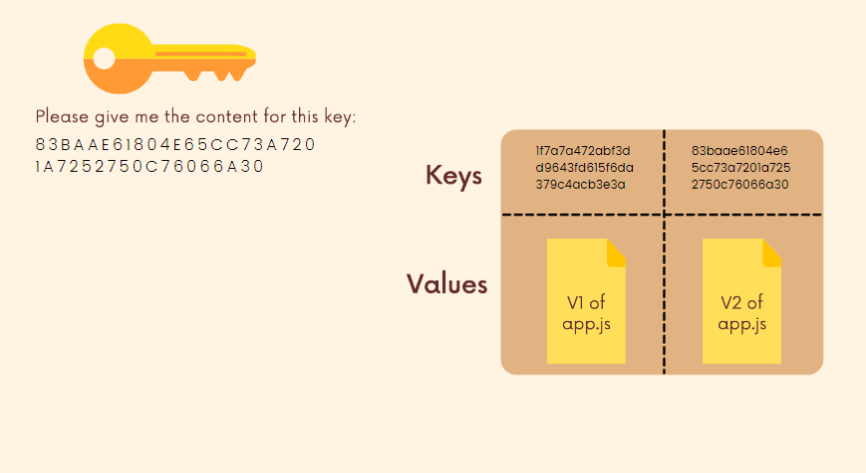 Please give me the content for this key:
83BAAE61804E65CC73A720
1A7252750C76066A30
Keys
1f7a7a472abf3d
d9643fd615f6da
379c4acb3e3a
83baae61804e6
5cc73a7201a725
2750c76066a30
Values
V1 of
app.js
V2 of
app.js